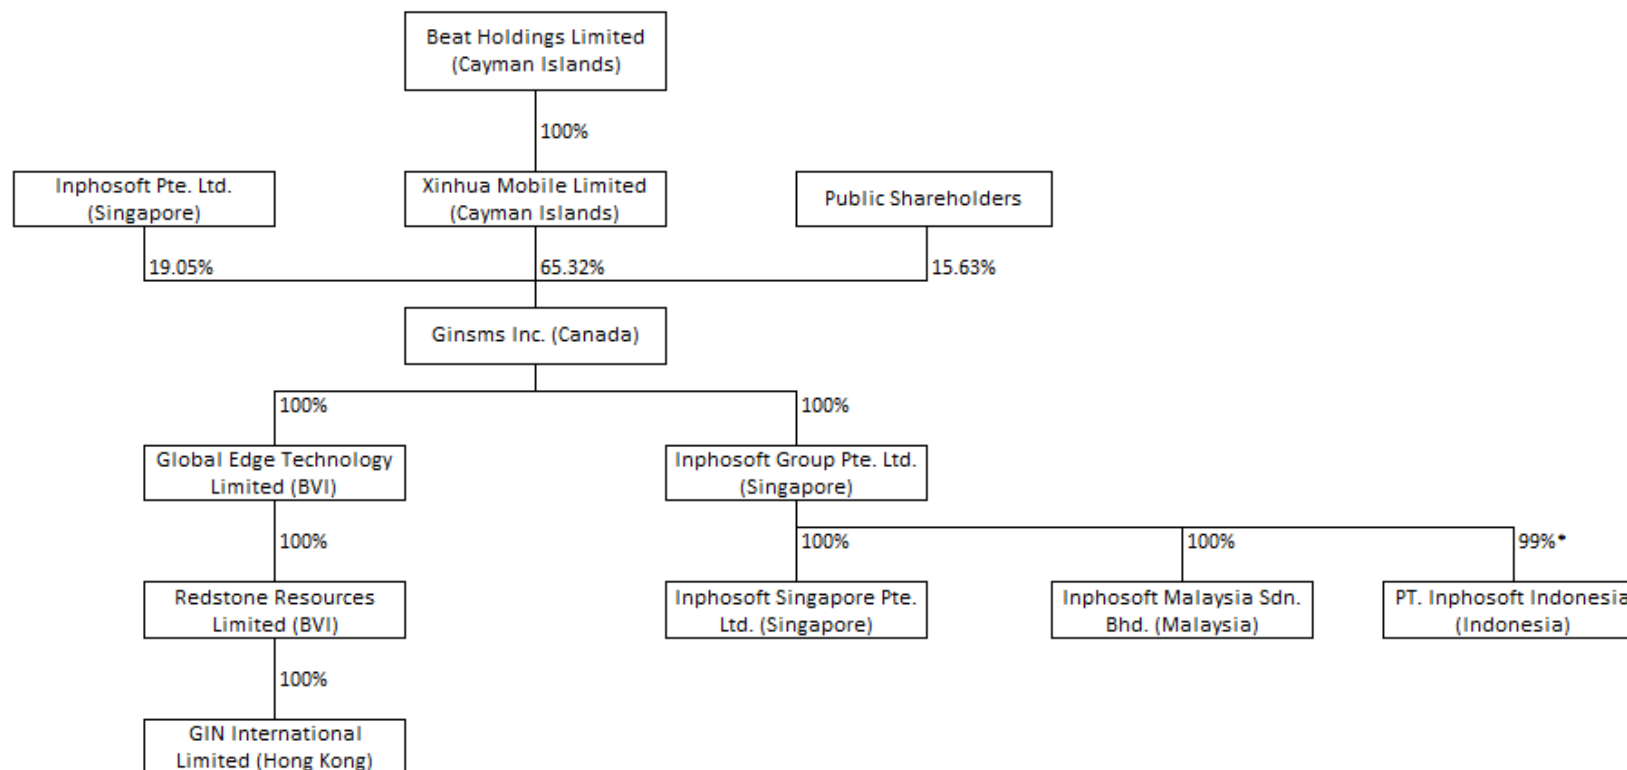 Beat Holdings Limited
(Cayman Islands)
100%
Inphosoft Pte. Ltd.
(Singapore)
Xinhua Mobile Limited
(Cayman Islands)
Public Shareholders
19.05%
65.32%
15.63%
Ginsms Inc. (Canada)
100%
100%
Global Edge Technology
Limited (BVI)
Inphosoft Group Pte. Ltd.
(Singapore)
100%
100%
100%
99%*
Redstone Resources
Limited (BVI)
Inphosoft Singapore Pte.
Ltd. (Singapore)
Inphosoft Malaysia Sdn.
Bhd. (Malaysia)
PT. Inphosoft Indonesia
(Indonesia)
100%
GIN International
Limited (Hong Kong)